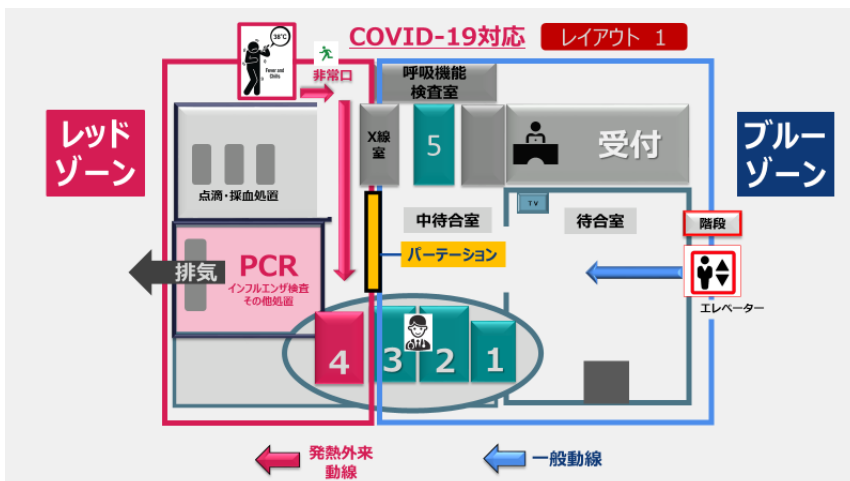 COVID-19対応
レイアウト 1
38℃
Fever and
Chills
非常口
呼吸機能
検査室
レッド
ゾーン
X線
室
5
受付
ブルー
ゾーン
点滴・採血処置
TV
中待合室
待合室
階段
パーテーション
排気
PCR
インフルエンザ検査
その他処置
エレベーター
4
3
2
1
発熱外来
動線
一般動線